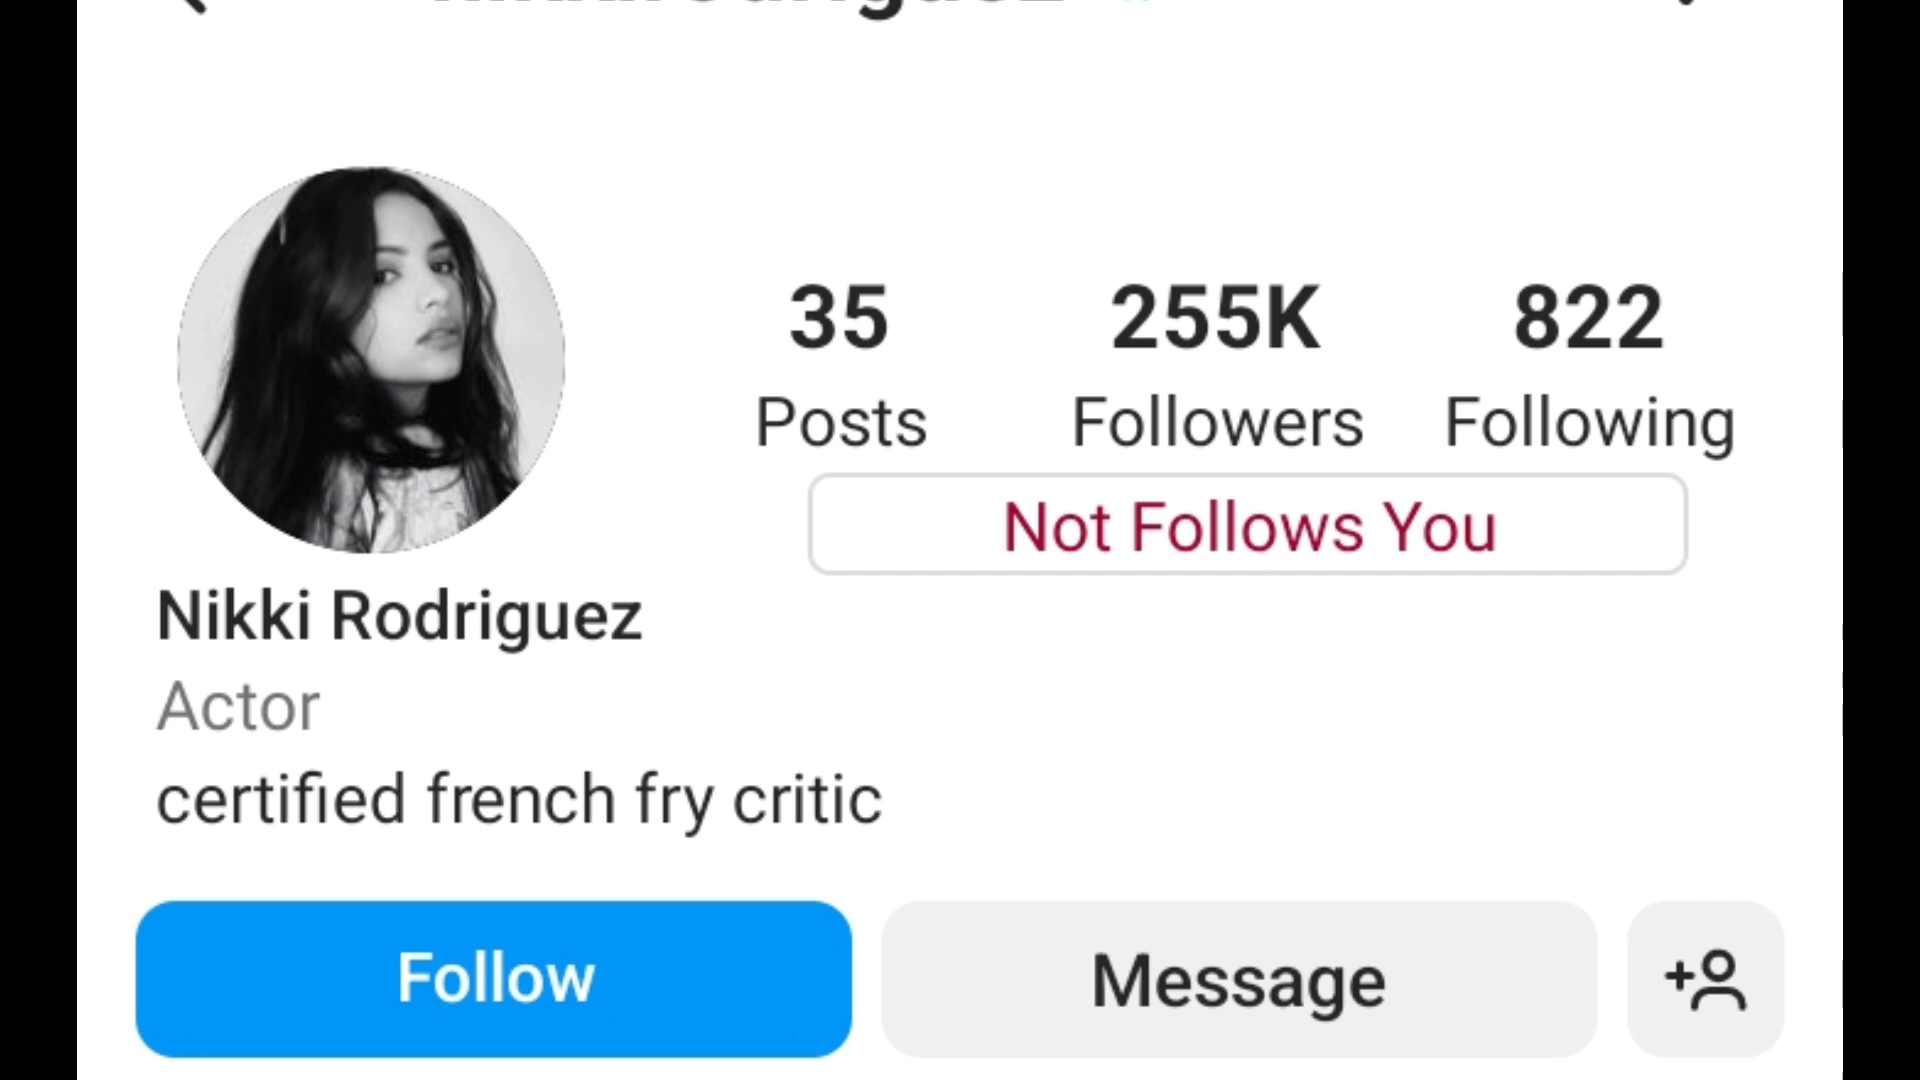 35 255K 822
Posts Followers Following
Not Follows You
Nikki Rodriguez
Actor
certified french fry critic
Follow Message